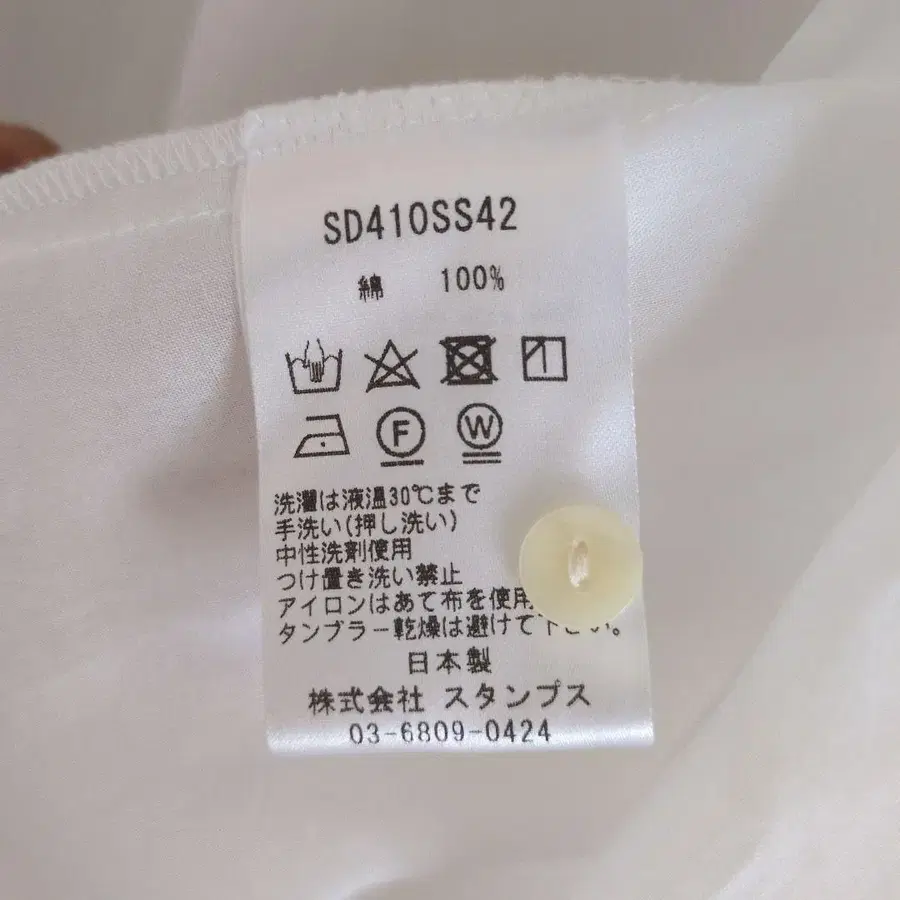 SD410SS42
綿 100%
F W
洗濯は液温30℃まで
手洗い(押し洗い)
中性洗剤使用
つけ置き洗い禁止
アイロンはあて布を使用
タンブラー乾燥は避けて下さい。
日本製
株式会社 スタンプス
03-6809-0424